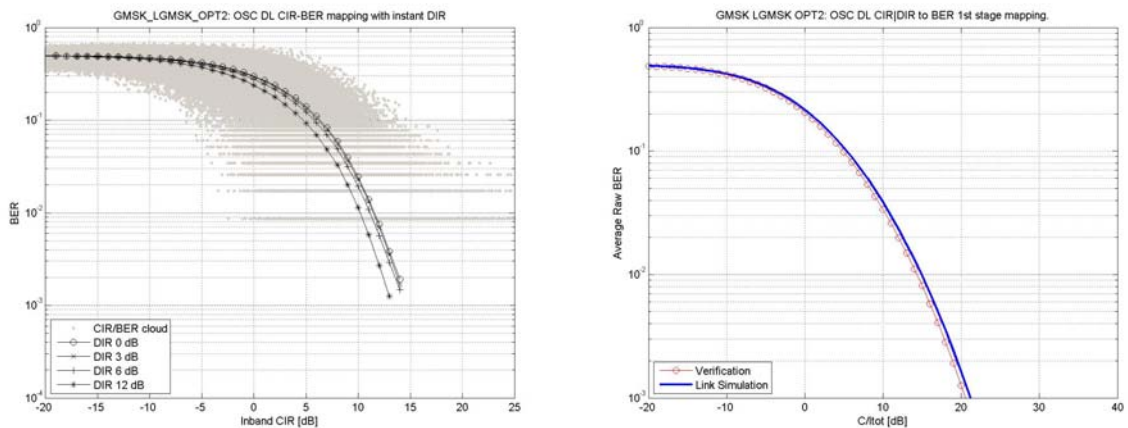 GMSK_LGMSK_OPT2: OSC DL CIR-BER mapping with instant DIR
BER
10^0
10^-1
10^-2
10^-3
10^-4
CIR/BER cloud
DIR 0 dB
DIR 3 dB
DIR 6 dB
DIR 12 dB
-20 -15 -10 -5 0 5 10 15 20 25
Inband CIR [dB]
GMSK LGMSK OPT2: OSC DL CIR|DIR to BER 1st stage mapping.
Average Raw BER
10^0
10^-1
10^-2
10^-3
Verification
Link Simulation
-20 -10 0 10 20 30 40
C/Itot [dB]